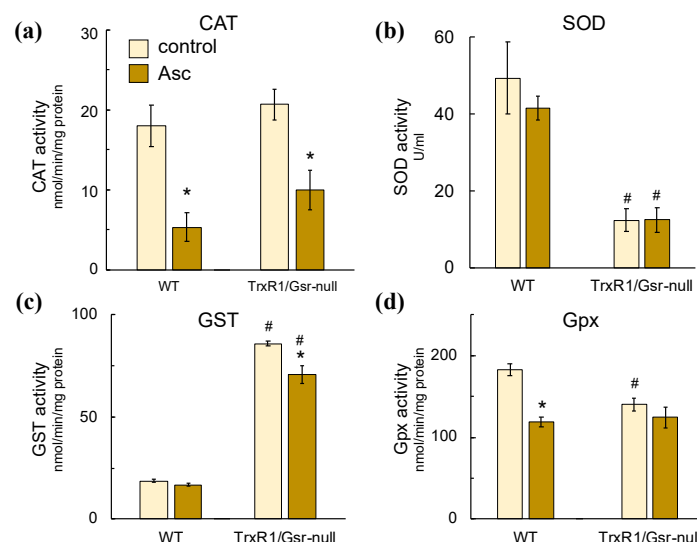 (a)
CAT
30
20
10
0
CAT activity
nmol/min/mg protein
control
Asc
*
*
WT
TrxR1/Gsr-null
(b)
SOD
60
40
20
0
SOD activity
U/ml
#
#
WT
TrxR1/Gsr-null
(c)
GST
100
50
0
GST activity
nmol/min/mg protein
#
#
*
WT
TrxR1/Gsr-null
(d)
Gpx
200
150
100
0
Gpx activity
nmol/min/mg protein
*
#
WT
TrxR1/Gsr-null